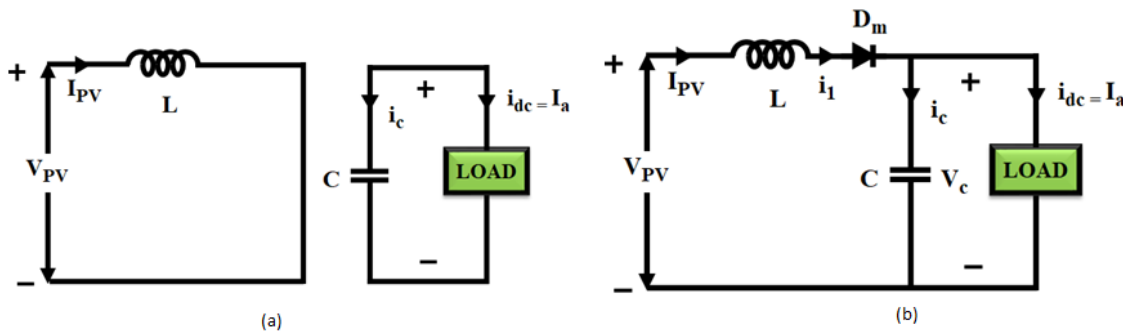 +
I_PV
L
V_PV
−
i_c
+
i_dc = I_a
C
LOAD
−
(a)
D_m
+
I_PV
L
i_1
+
i_dc = I_a
i_c
V_PV
C
V_c
LOAD
−
−
(b)